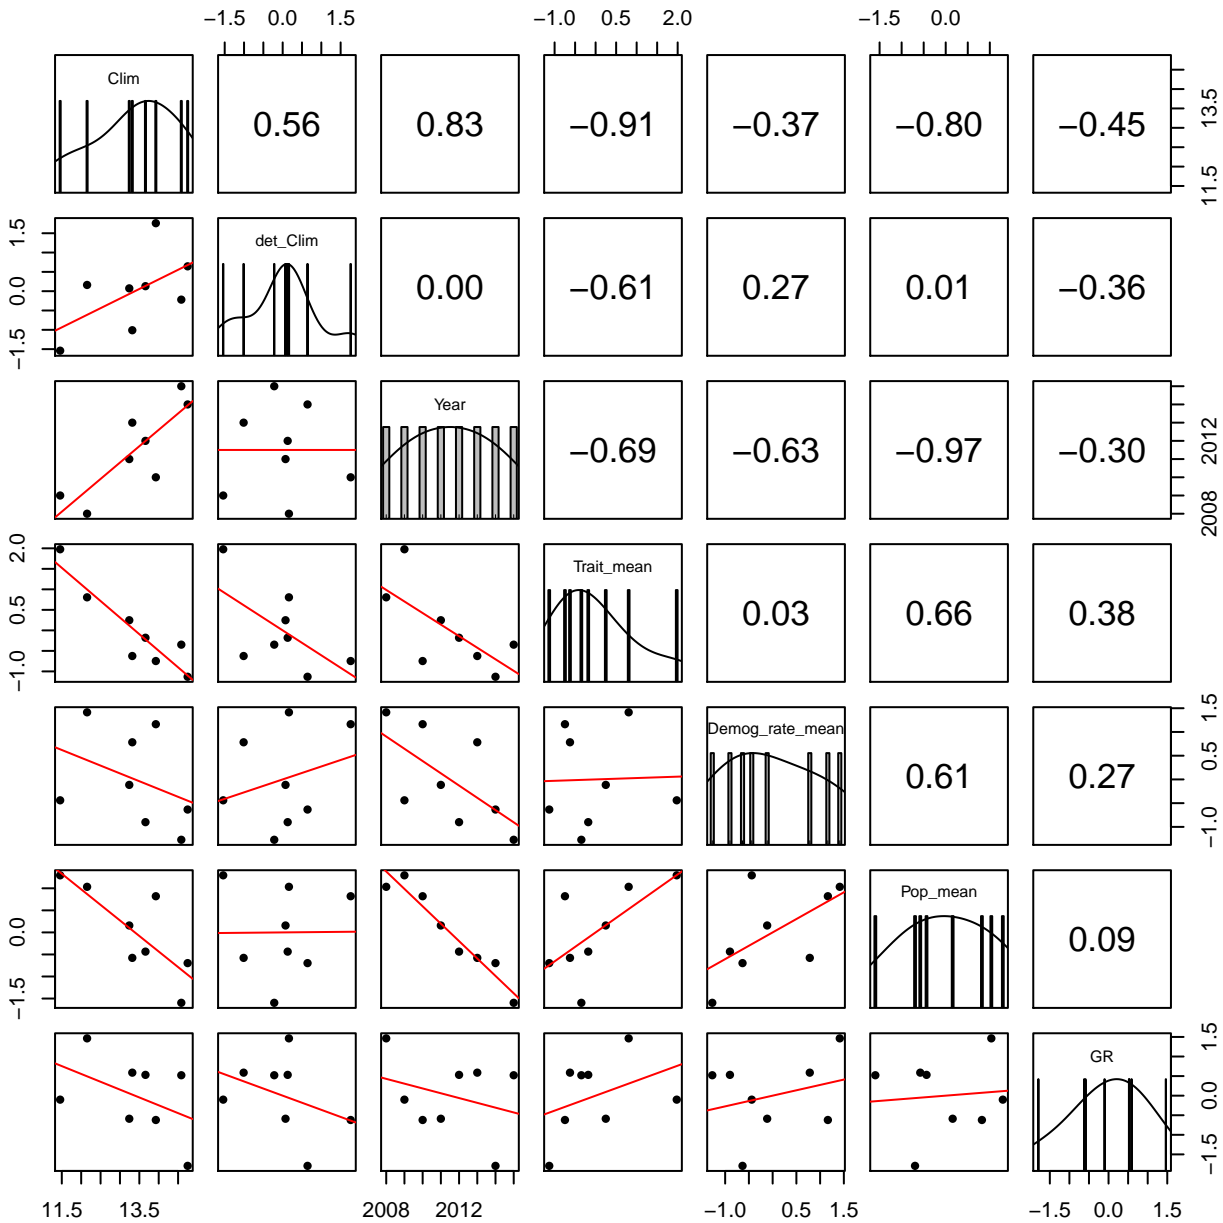 −1.5 0.0 1.5 −1.0 0.5 2.0 −1.5 0.0
Clim 0.56 0.83 −0.91 −0.37 −0.80 −0.45 11.5 13.5
−1.5 0.0 1.5 det_Clim 0.00 −0.61 0.27 0.01 −0.36
Year −0.69 −0.63 −0.97 −0.30 2008 2012
−1.0 0.5 2.0 Trait_mean 0.03 0.66 0.38
Demog_rate_mean 0.61 0.27 −1.0 0.5 1.5
−1.5 0.0 Pop_mean 0.09
GR −1.5 0.0 1.5
11.5 13.5 2008 2012 −1.0 0.5 1.5 −1.5 0.0 1.5